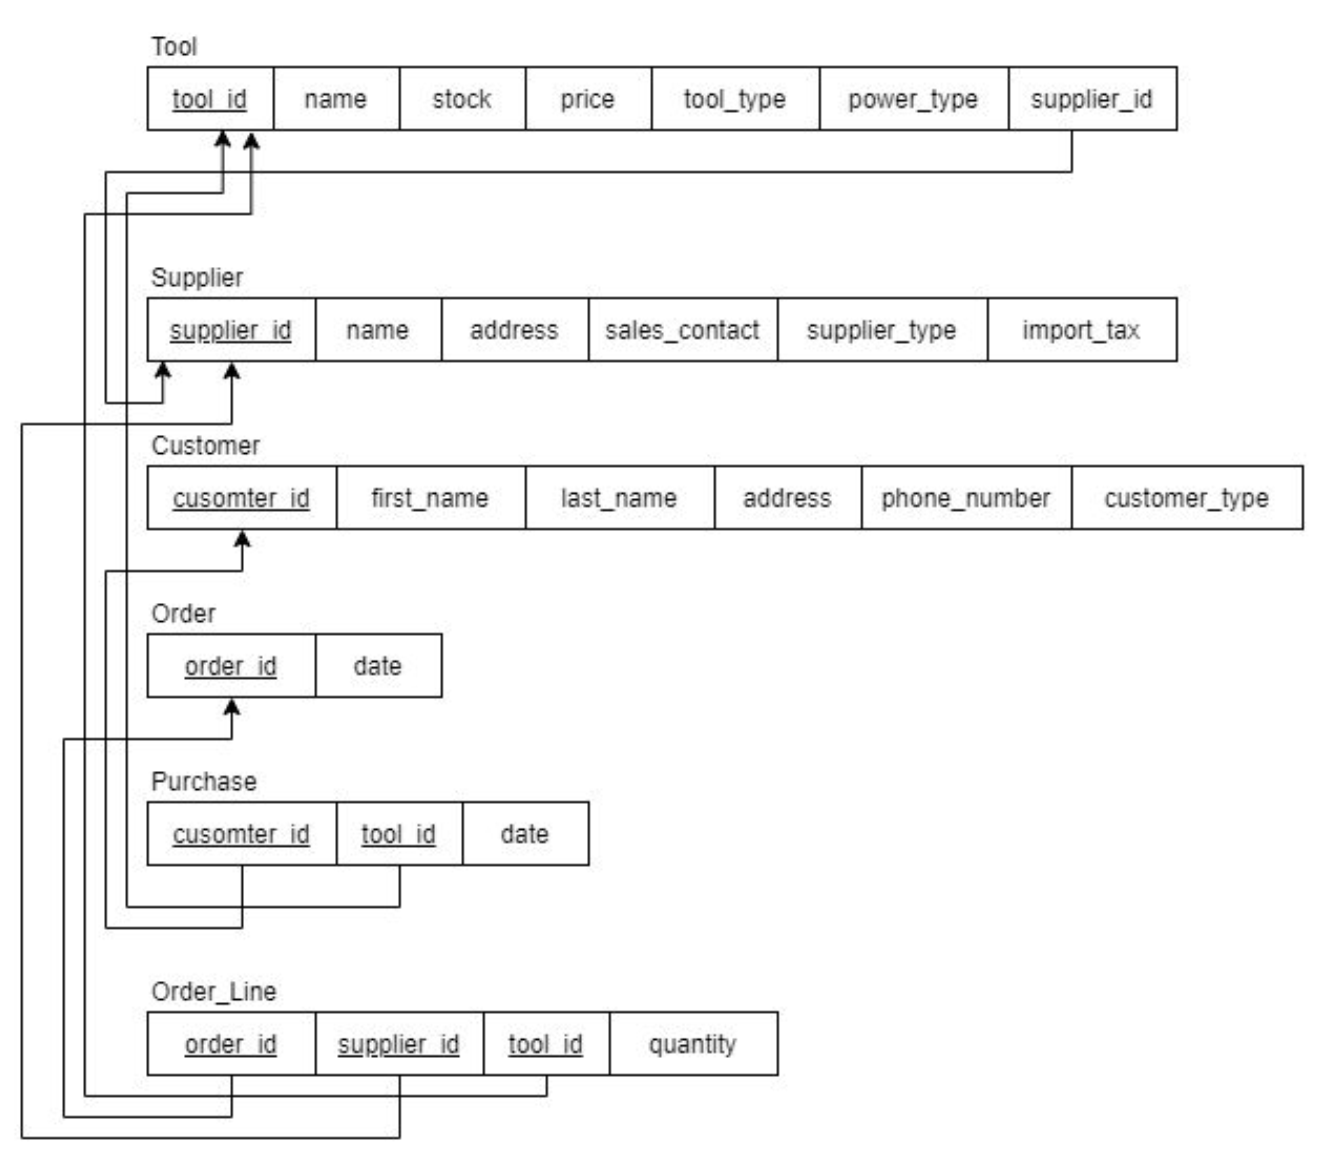 Tool
tool_id name stock price tool_type power_type supplier_id
Supplier
supplier_id name address sales_contact supplier_type import_tax
Customer
cusomter_id first_name last_name address phone_number customer_type
Order
order_id date
Purchase
cusomter_id tool_id date
Order_Line
order_id supplier_id tool_id quantity